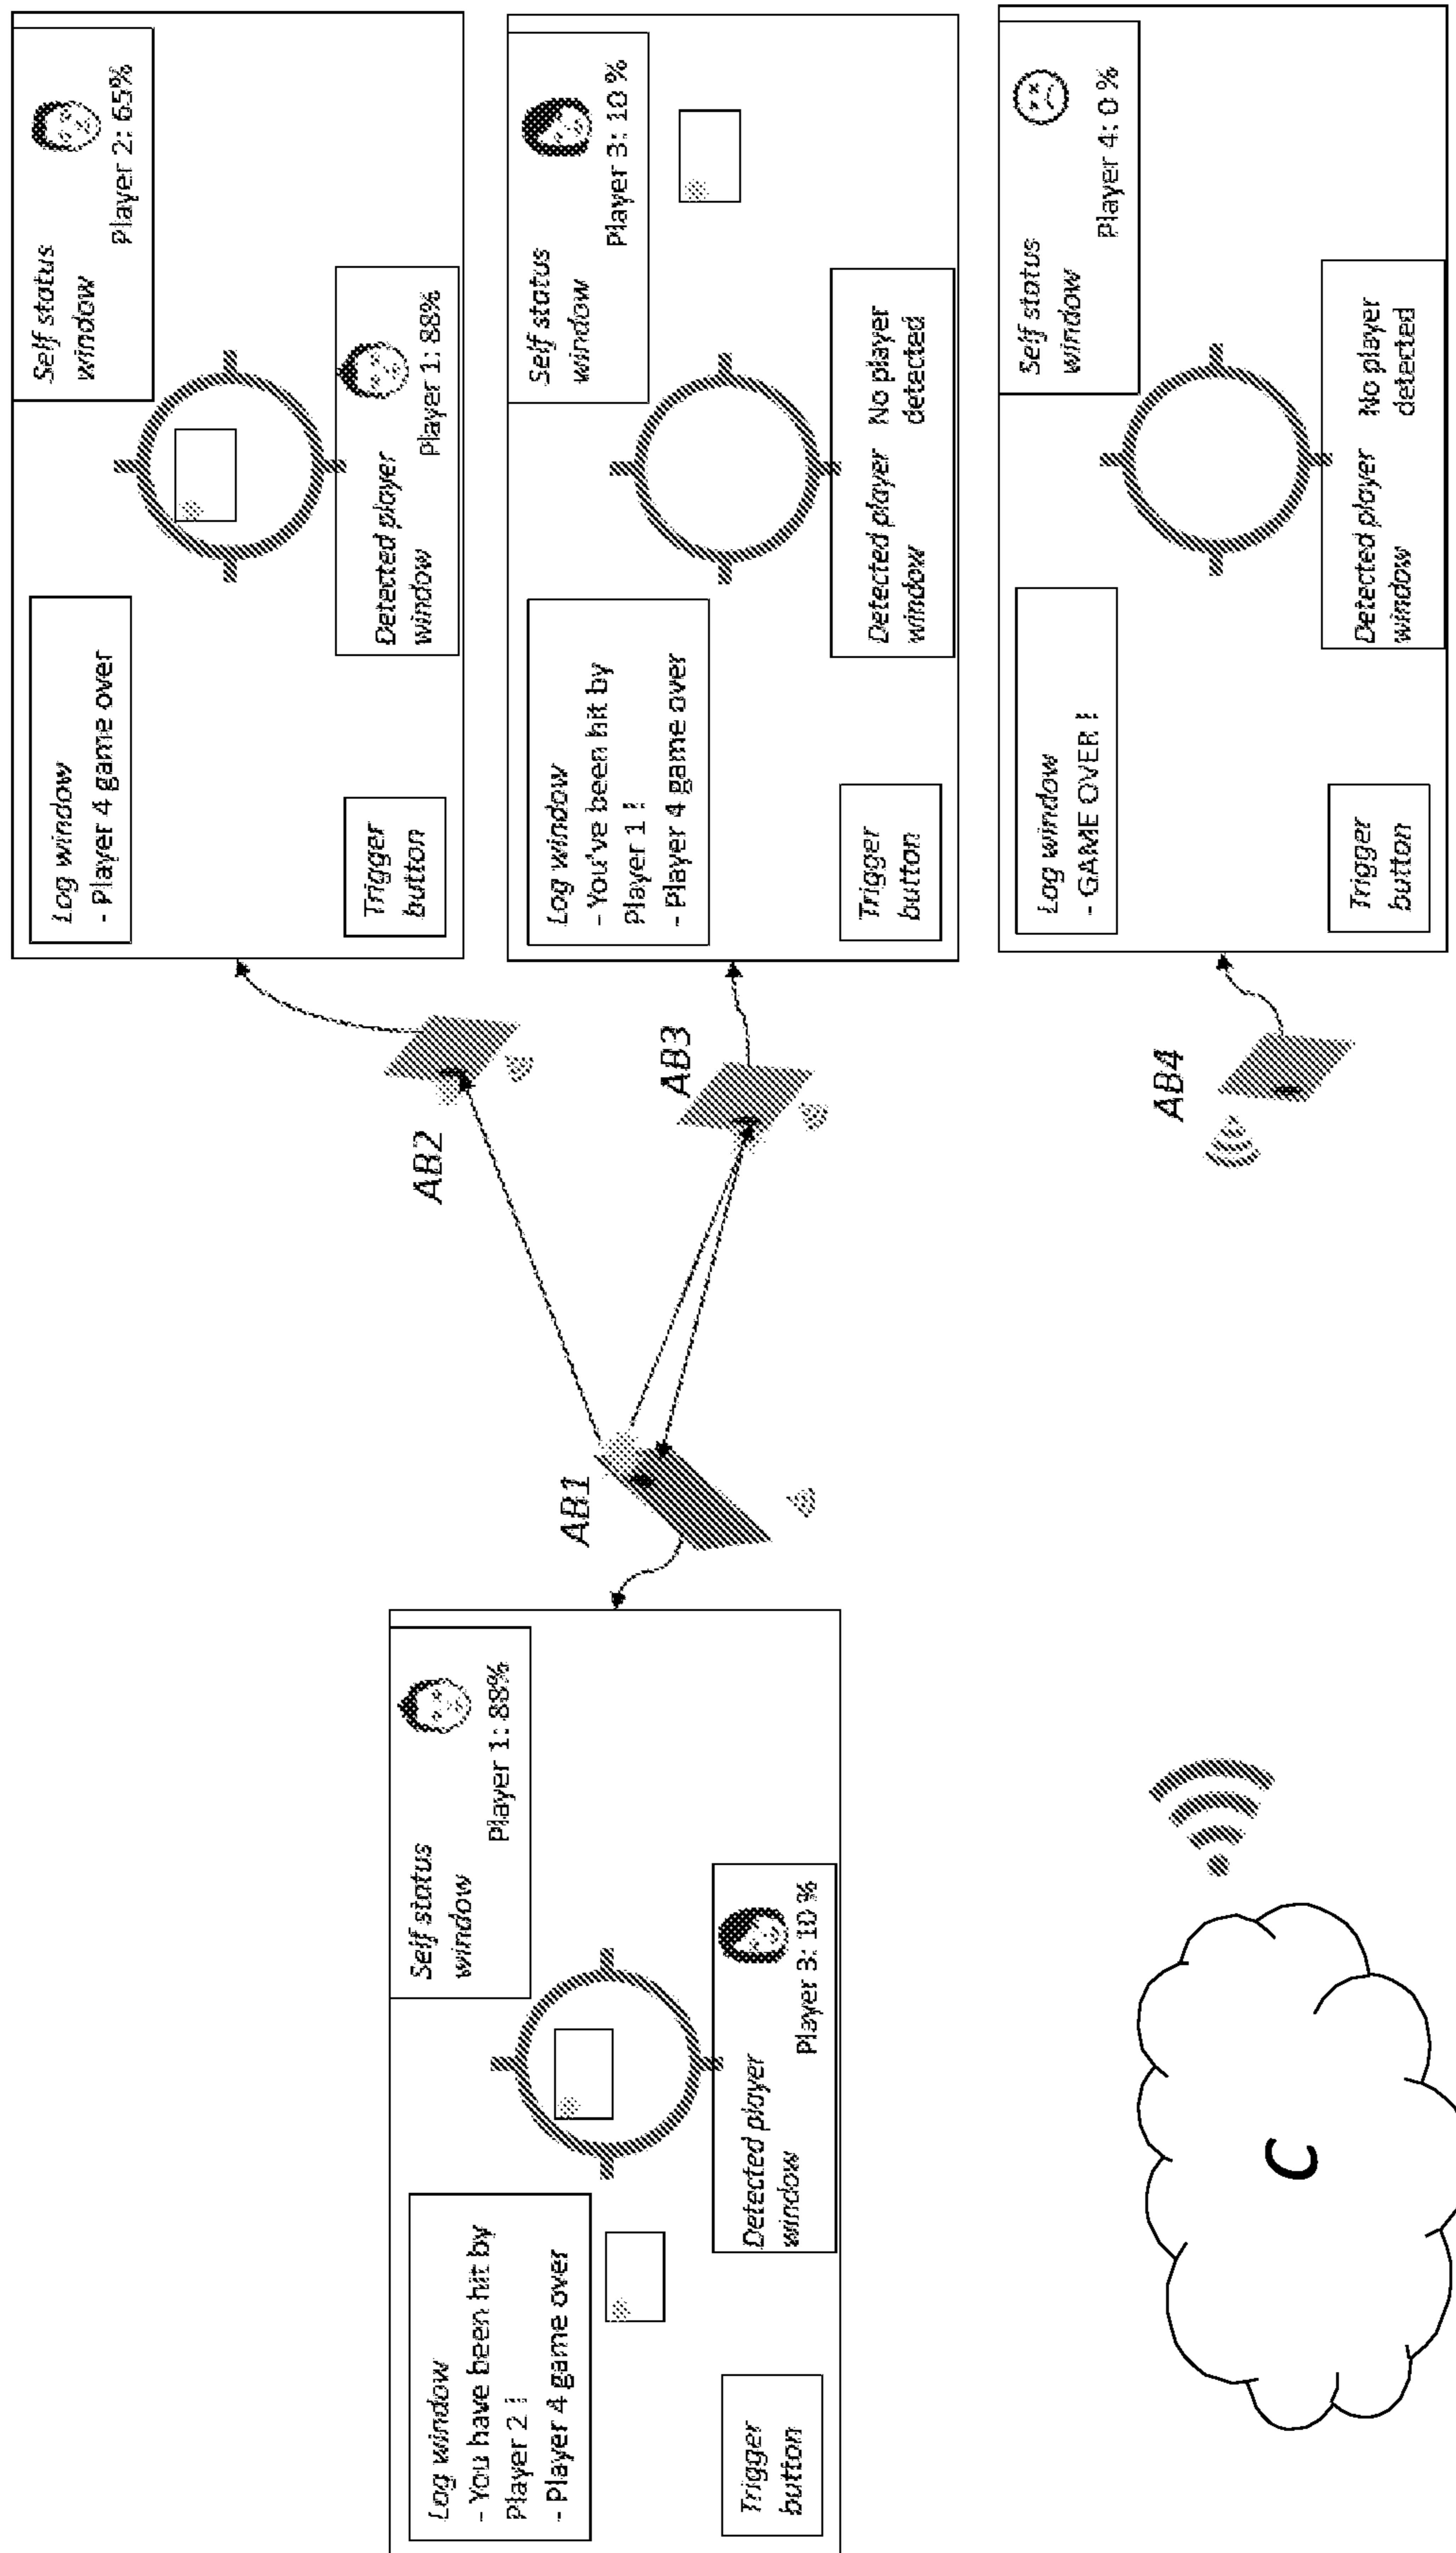 Log window
- Player 4 game over
Self status
window
Player 2: 65%
Trigger
button
Detected player
window
Player 1: 88%
AB2
Log window
- You've been hit by
Player 1 !
- Player 4 game over
Self status
window
Player 3: 10 %
Trigger
button
Detected player
window
No player
detected
AB3
Log window
- GAME OVER !
Self status
window
Player 4: 0 %
Trigger
button
Detected player
window
No player
detected
AB4
Log window
- You have been hit by
Player 2 !
- Player 4 game over
Self status
window
Player 1: 88%
Trigger
button
Detected player
window
Player 3: 10 %
AB1
C